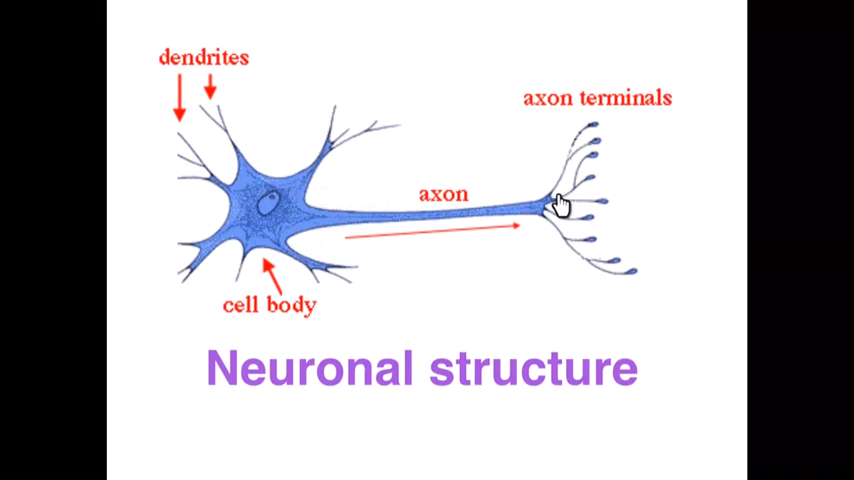 dendrites
axon terminals
axon
cell body
Neuronal structure